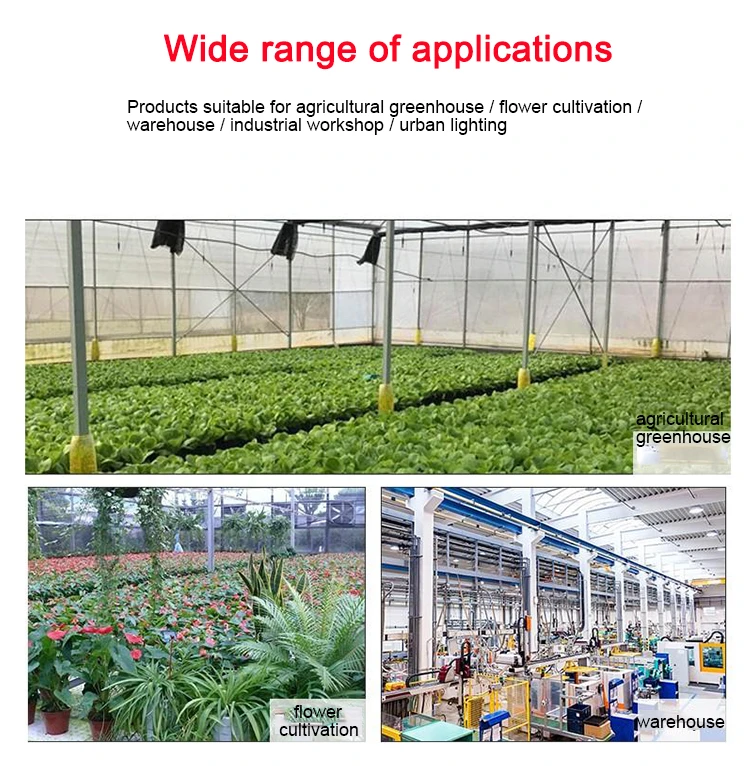 Wide range of applications
Products suitable for agricultural greenhouse / flower cultivation /
warehouse / industrial workshop / urban lighting
agricultural
greenhouse
flower
cultivation
warehouse